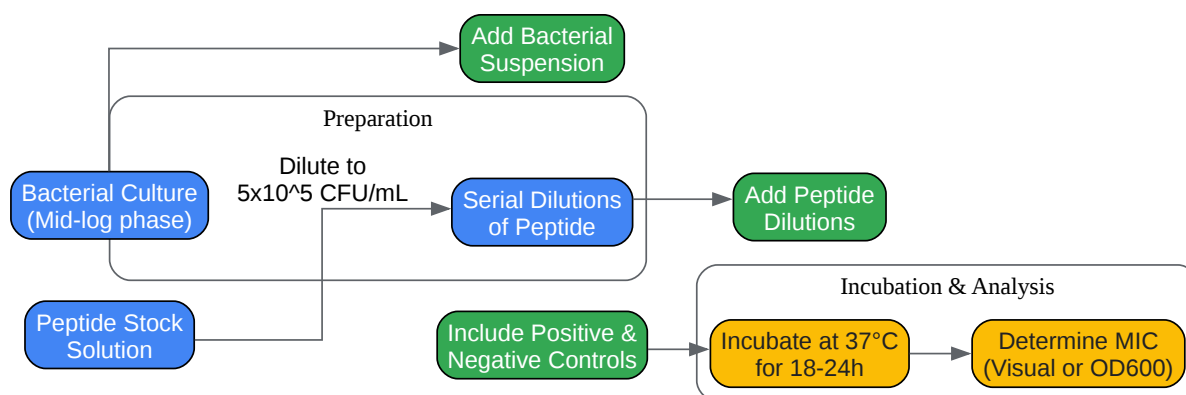 Add Bacterial
Suspension
Preparation
Dilute to
5x10^5 CFU/mL
Bacterial Culture
(Mid-log phase)
Serial Dilutions
of Peptide
Add Peptide
Dilutions
Incubation & Analysis
Peptide Stock
Solution
Include Positive &
Negative Controls
Incubate at 37°C
for 18-24h
Determine MIC
(Visual or OD600)